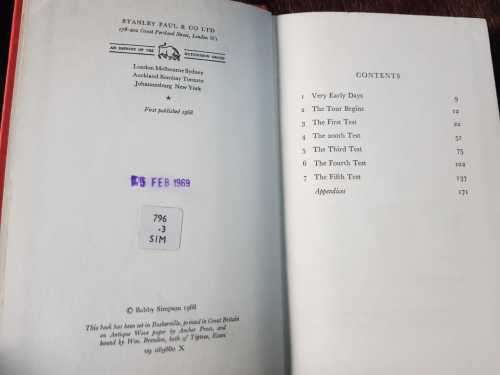 STANLEY PAUL & CO LTD
178-202 Great Portland Street, London W1
AN IMPRINT OF THE HUTCHINSON GROUP
London Melbourne Sydney
Auckland Bombay Toronto
Johannesburg New York
★
First published 1968
FEB 1969
796
.3
SIM
© Bobby Simpson 1968
This book has been set in Baskerville, printed in Great Britain
on Antique Wove paper by Anchor Press, and
bound by Wm. Brendon, both of Tiptree, Essex
CONTENTS
1 Very Early Days 9
2 The Tour Begins 12
3 The First Test 22
4 The 200th Test 51
5 The Third Test 75
6 The Fourth Test 102
7 The Fifth Test 137
Appendices 171